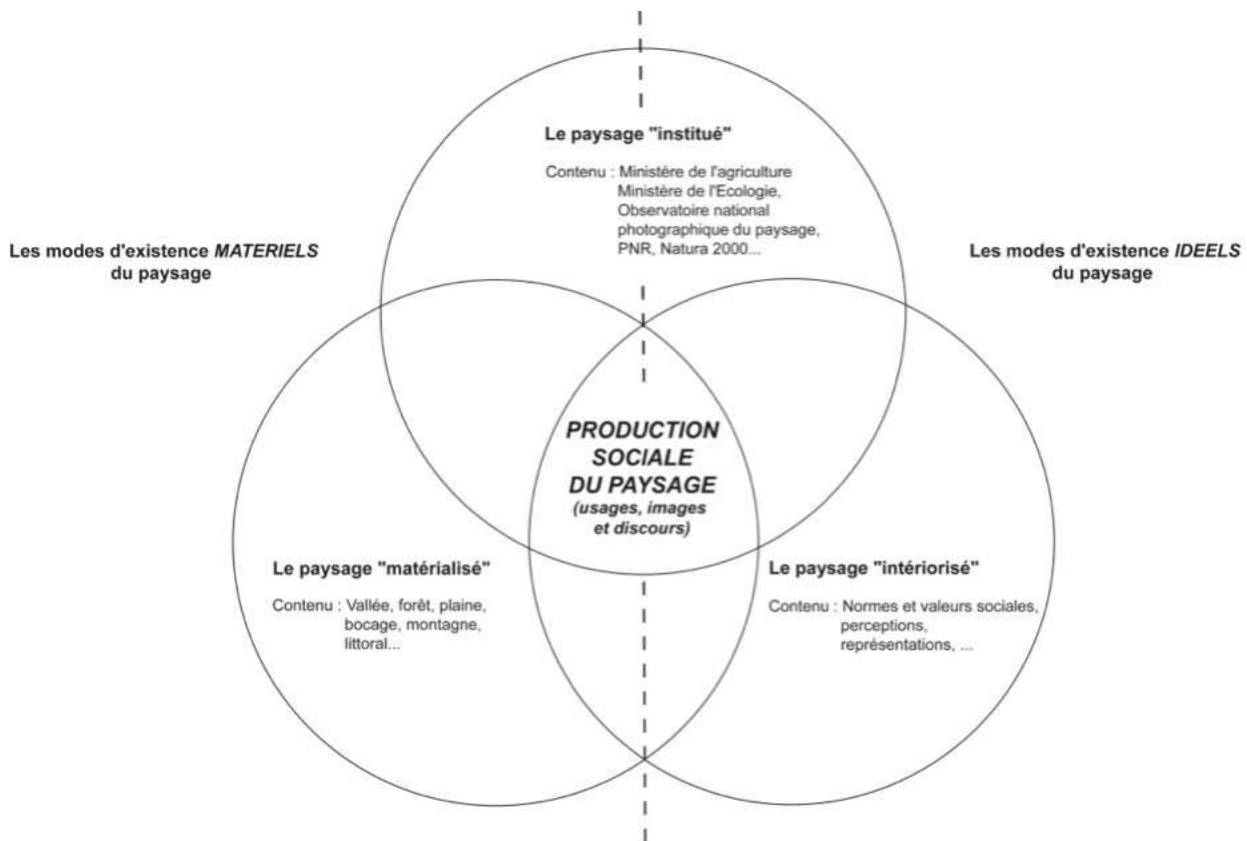 Le paysage "institué"
Contenu : Ministère de l'agriculture
Ministère de l'Ecologie,
Observatoire national
photographique du paysage,
PNR, Natura 2000...
Les modes d'existence MATERIELS
du paysage
Les modes d'existence IDEELS
du paysage
PRODUCTION
SOCIALE
DU PAYSAGE
(usages, images
et discours)
Le paysage "matérialisé"
Contenu : Vallée, forêt, plaine,
bocage, montagne,
littoral...
Le paysage "intériorisé"
Contenu : Normes et valeurs sociales,
perceptions,
représentations, ...